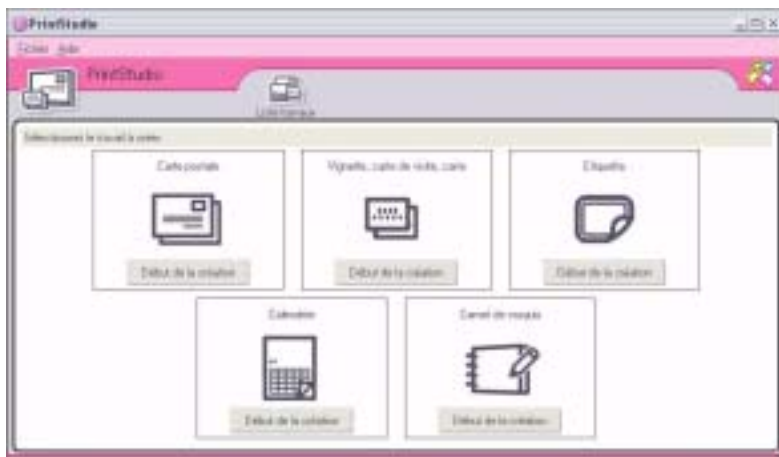 PrintStudio
Fichier Aide
PrintStudio
Liste travaux
Sélectionnez le travail à créer.
Carte postale
Vignette, carte de visite, carte
Etiquette
Début de la création
Début de la création
Début de la création
Calendrier
Carnet de croquis
Début de la création
Début de la création